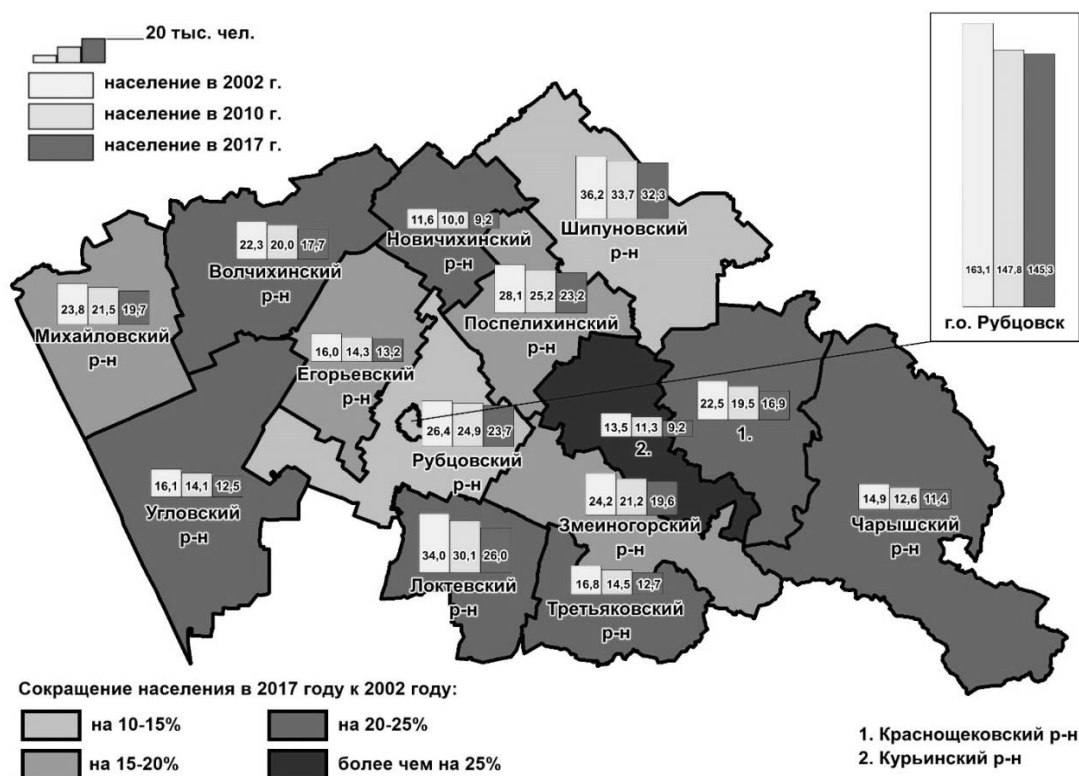 20 тыс. чел.
население в 2002 г.
население в 2010 г.
население в 2017 г.
163,1 147,8 145,3
г.о. Рубцовск
36,2 33,7 32,3
Шипуновский
р-н
11,6 10,0 9,2
Новичихинский
р-н
22,3 20,0 17,7
Волчихинский
р-н
28,1 25,2 23,2
Поспелихинский
р-н
23,8 21,5 19,7
Михайловский
р-н
16,0 14,3 13,2
Егорьевский
р-н
22,5 19,5 16,9
1.
13,5 11,3 9,2
2.
26,4 24,9 23,7
Рубцовский
р-н
16,1 14,1 12,5
Угловский
р-н
24,2 21,2 19,6
Змеиногорский
р-н
14,9 12,6 11,4
Чарышский
р-н
34,0 30,1 26,0
Локтевский
р-н
16,8 14,5 12,7
Третьяковский
р-н
Сокращение населения в 2017 году к 2002 году:
на 10-15%
на 20-25%
на 15-20%
более чем на 25%
1. Краснощековский р-н
2. Курьинский р-н